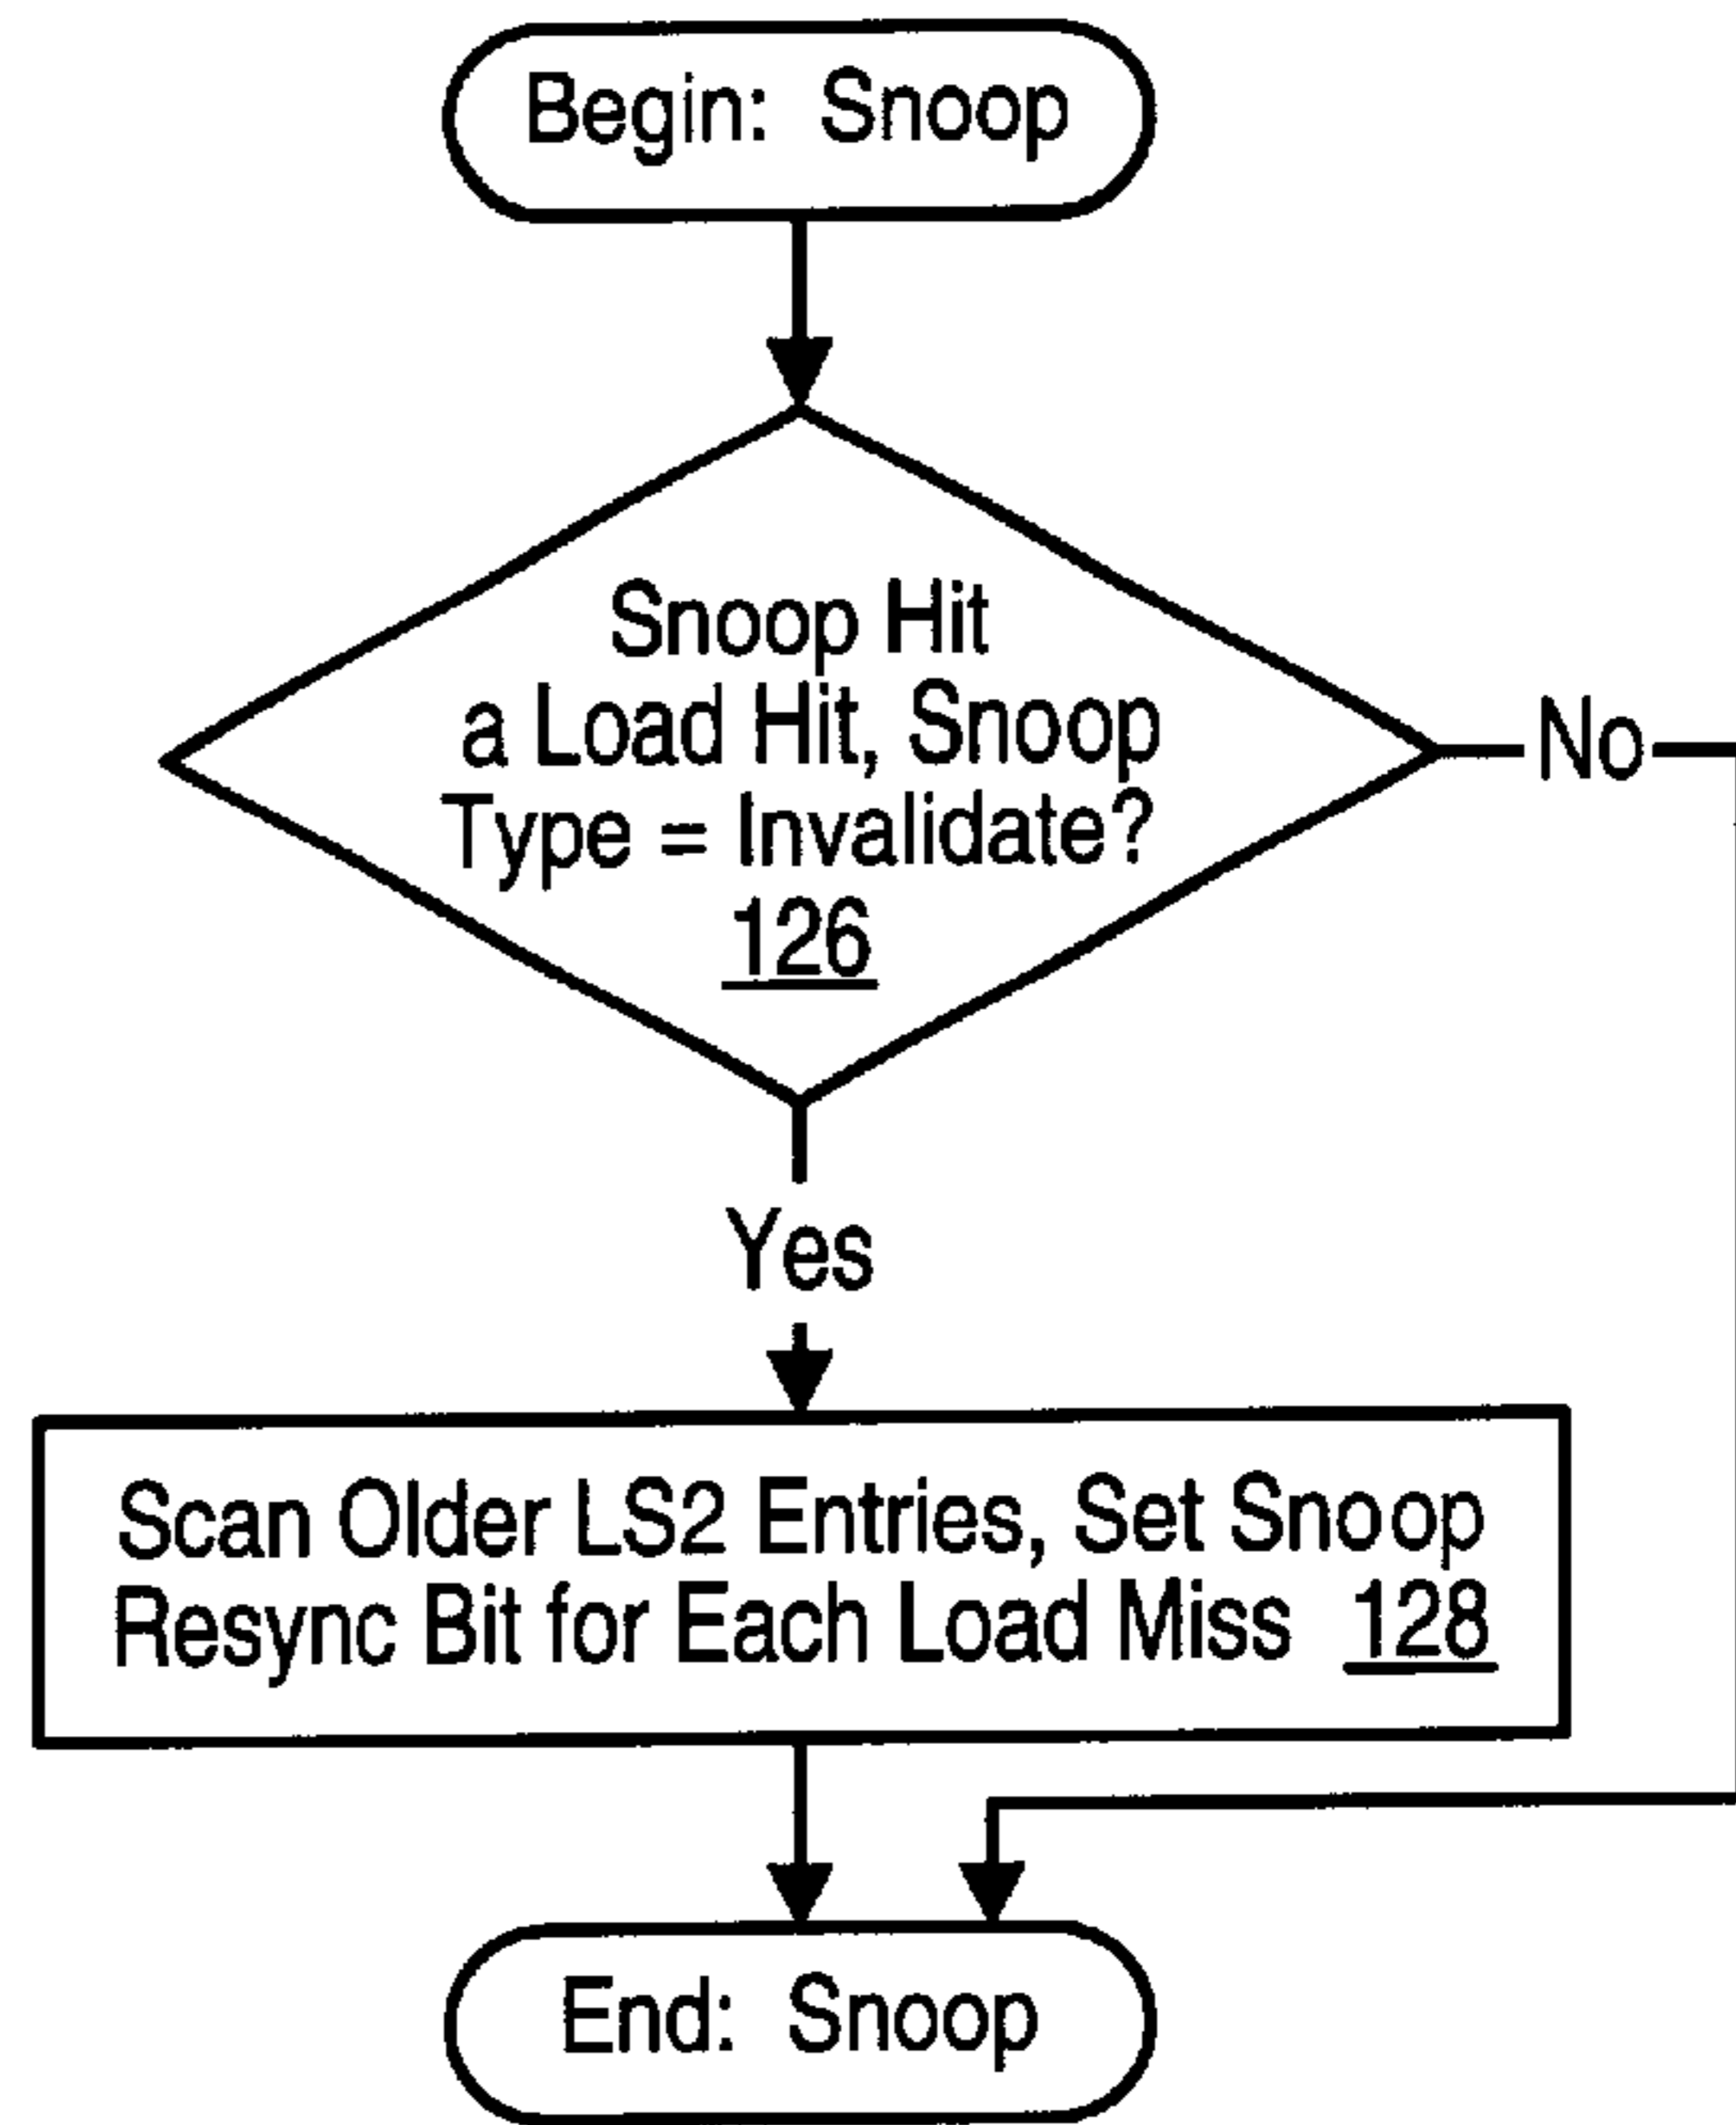 Begin: Snoop
Snoop Hit
a Load Hit, Snoop
Type = Invalidate?
126
No
Yes
Scan Older LS2 Entries, Set Snoop
Resync Bit for Each Load Miss 128
End: Snoop